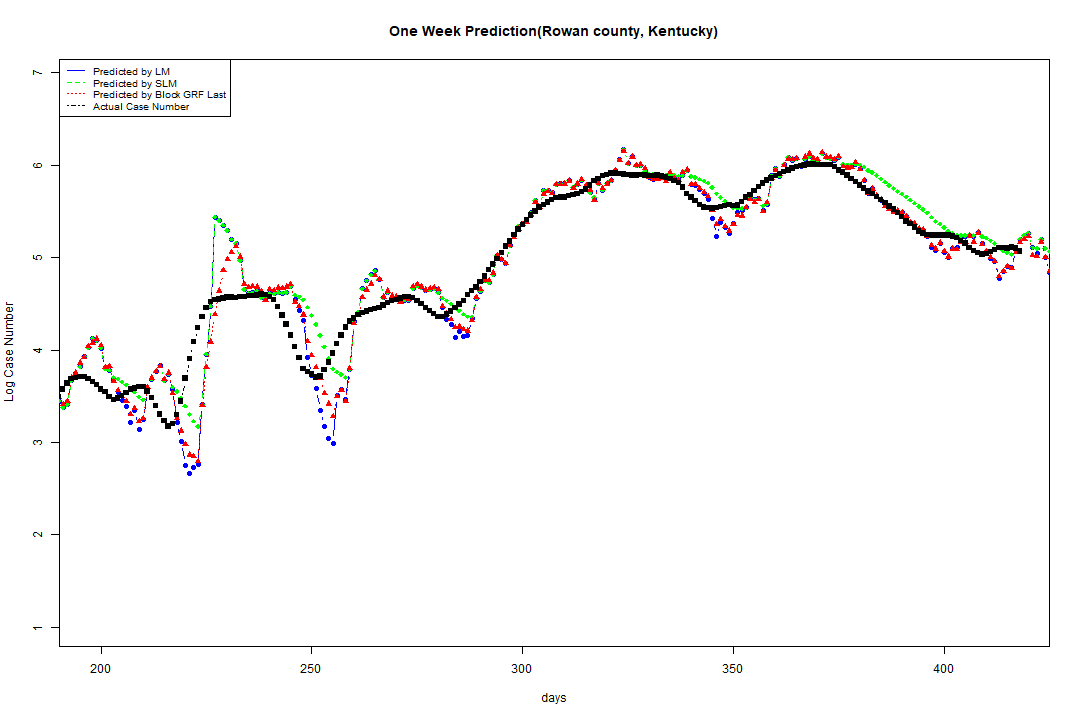 One Week Prediction(Rowan county, Kentucky)
Predicted by LM
Predicted by SLM
Predicted by Block GRF Last
Actual Case Number
7
6
5
4
3
2
1
Log Case Number
200 250 300 350 400
days